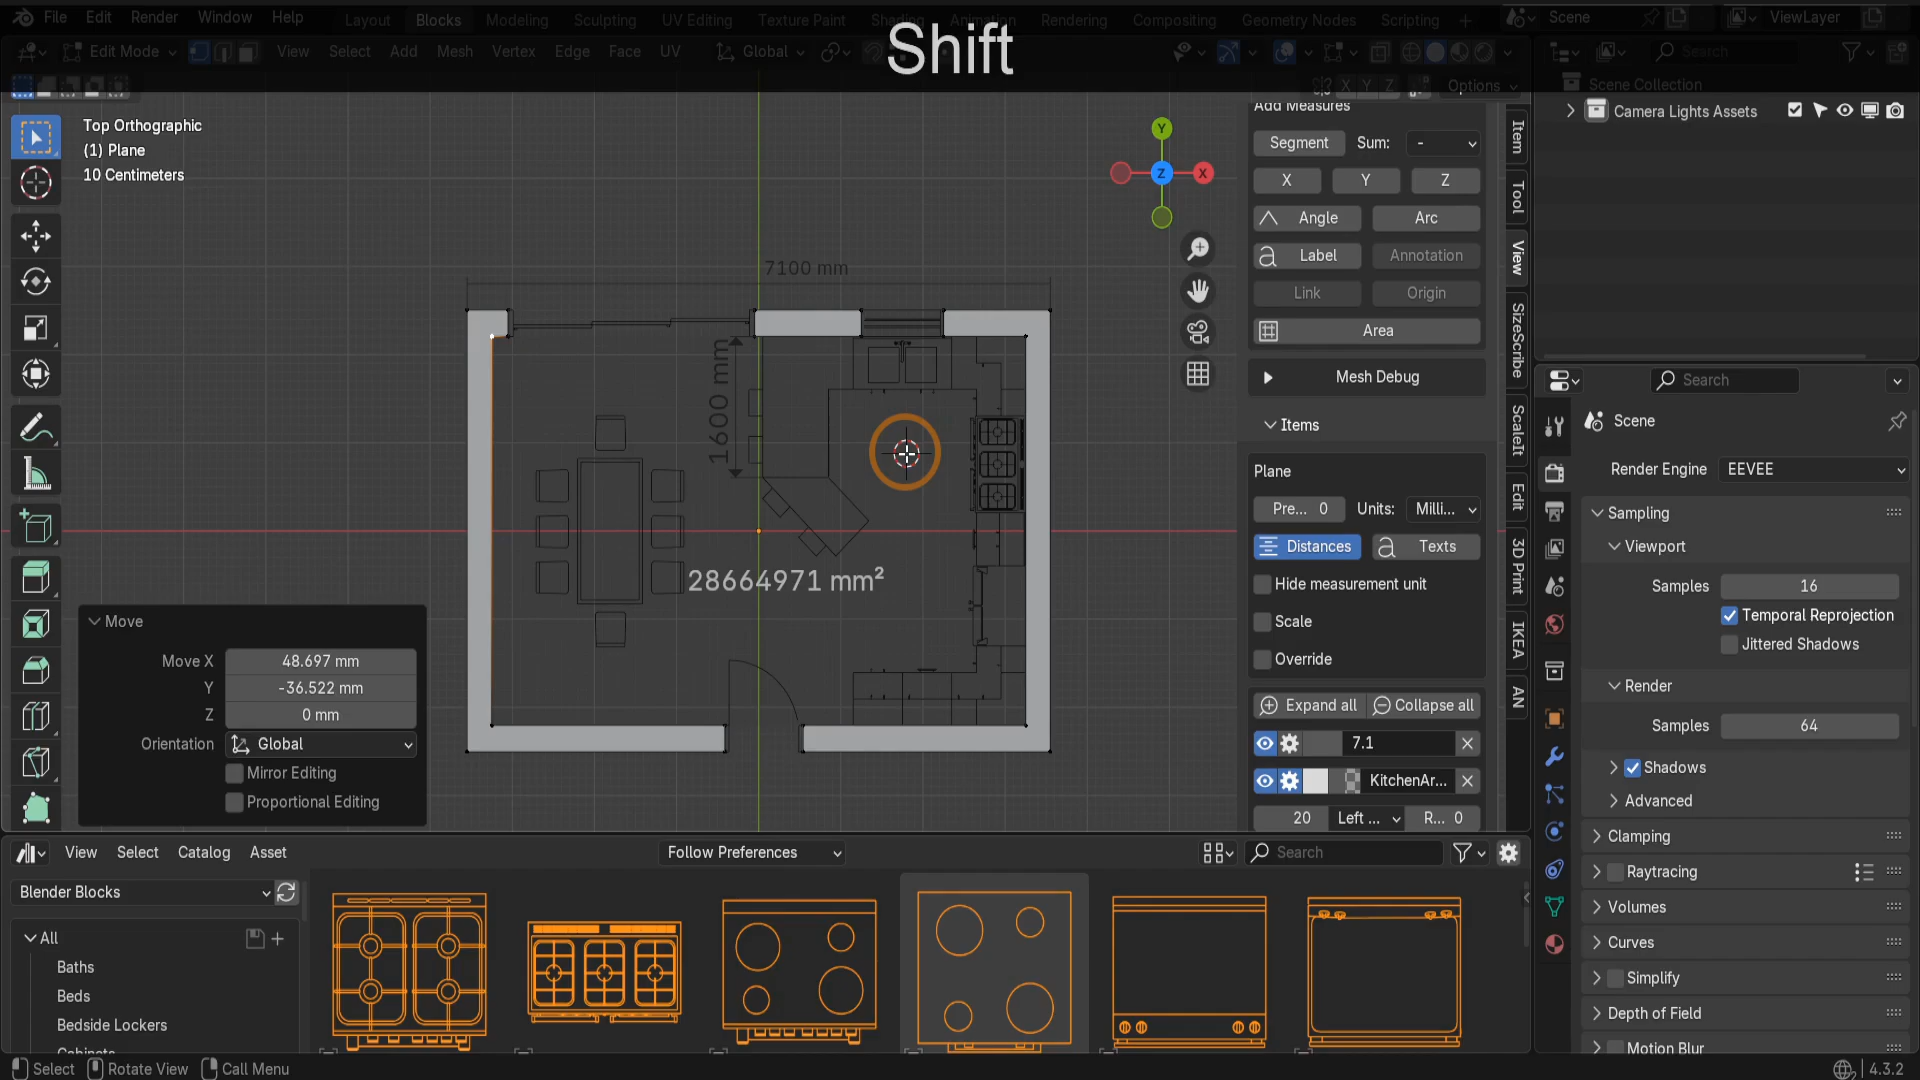 File Edit Render Window Help Layout Blocks Modeling Sculpting UV Editing Texture Paint Shading Animation Rendering Compositing Geometry Nodes Scripting Scene ViewLayer
Shift
Edit Mode View Select Add Mesh Vertex Edge Face UV Global Search
X Y Z Options
Scene Collection
Camera Lights Assets
Top Orthographic
(1) Plane
10 Centimeters
Y
X
Z
7100 mm
1600 mm
28664971 mm²
Move
Move X 48.697 mm
Y -36.522 mm
Z 0 mm
Orientation Global
Mirror Editing
Proportional Editing
Add Measures
Segment Sum: -
X Y Z
Angle Arc
Label Annotation
Link Origin
Area
Mesh Debug
Items
Plane
Pre... 0 Units: Milli...
Distances Texts
Hide measurement unit
Scale
Override
Expand all Collapse all
7.1
KitchenAr...
20 Left ... R... 0
Item
Tool
View
SizeScribe
ScaleIt
Edit
3D Print
IKEA
AN
Search
Scene
Render Engine EEVEE
Sampling
Viewport
Samples 16
Temporal Reprojection
Jittered Shadows
Render
Samples 64
Shadows
Advanced
Clamping
Raytracing
Volumes
Curves
Simplify
Depth of Field
Motion Blur
View Select Catalog Asset Follow Preferences Search
Blender Blocks
All
Baths
Beds
Bedside Lockers
Cabinets
Select Rotate View Call Menu 4.3.2